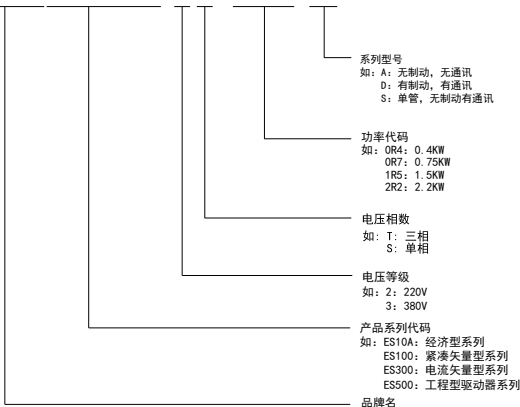 系列型号
如: A: 无制动, 无通讯
D: 有制动, 有通讯
S: 单管, 无制动有通讯
功率代码
如: 0R4: 0.4KW
0R7: 0.75KW
1R5: 1.5KW
2R2: 2.2KW
电压相数
如: T: 三相
S: 单相
电压等级
如: 2: 220V
3: 380V
产品系列代码
如: ES10A: 经济型系列
ES100: 紧凑矢量型系列
ES300: 电流矢量型系列
ES500: 工程型驱动器系列
品牌名